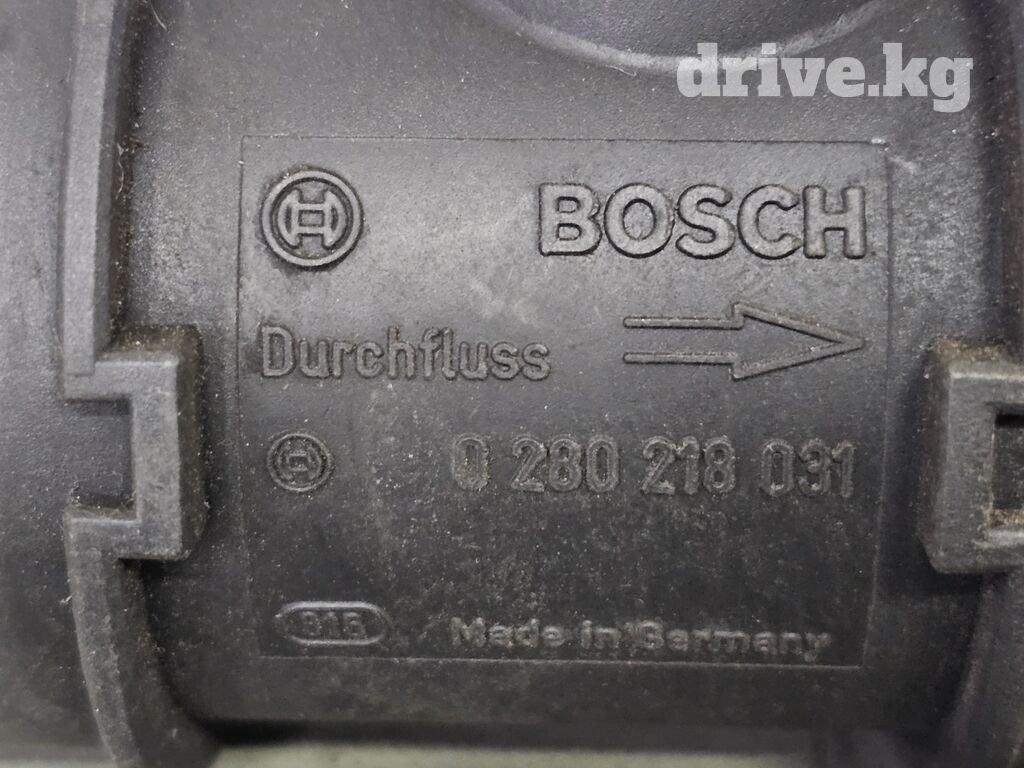 drive.kg
BOSCH
Durchfluss
0 280 218 031
Made in Germany